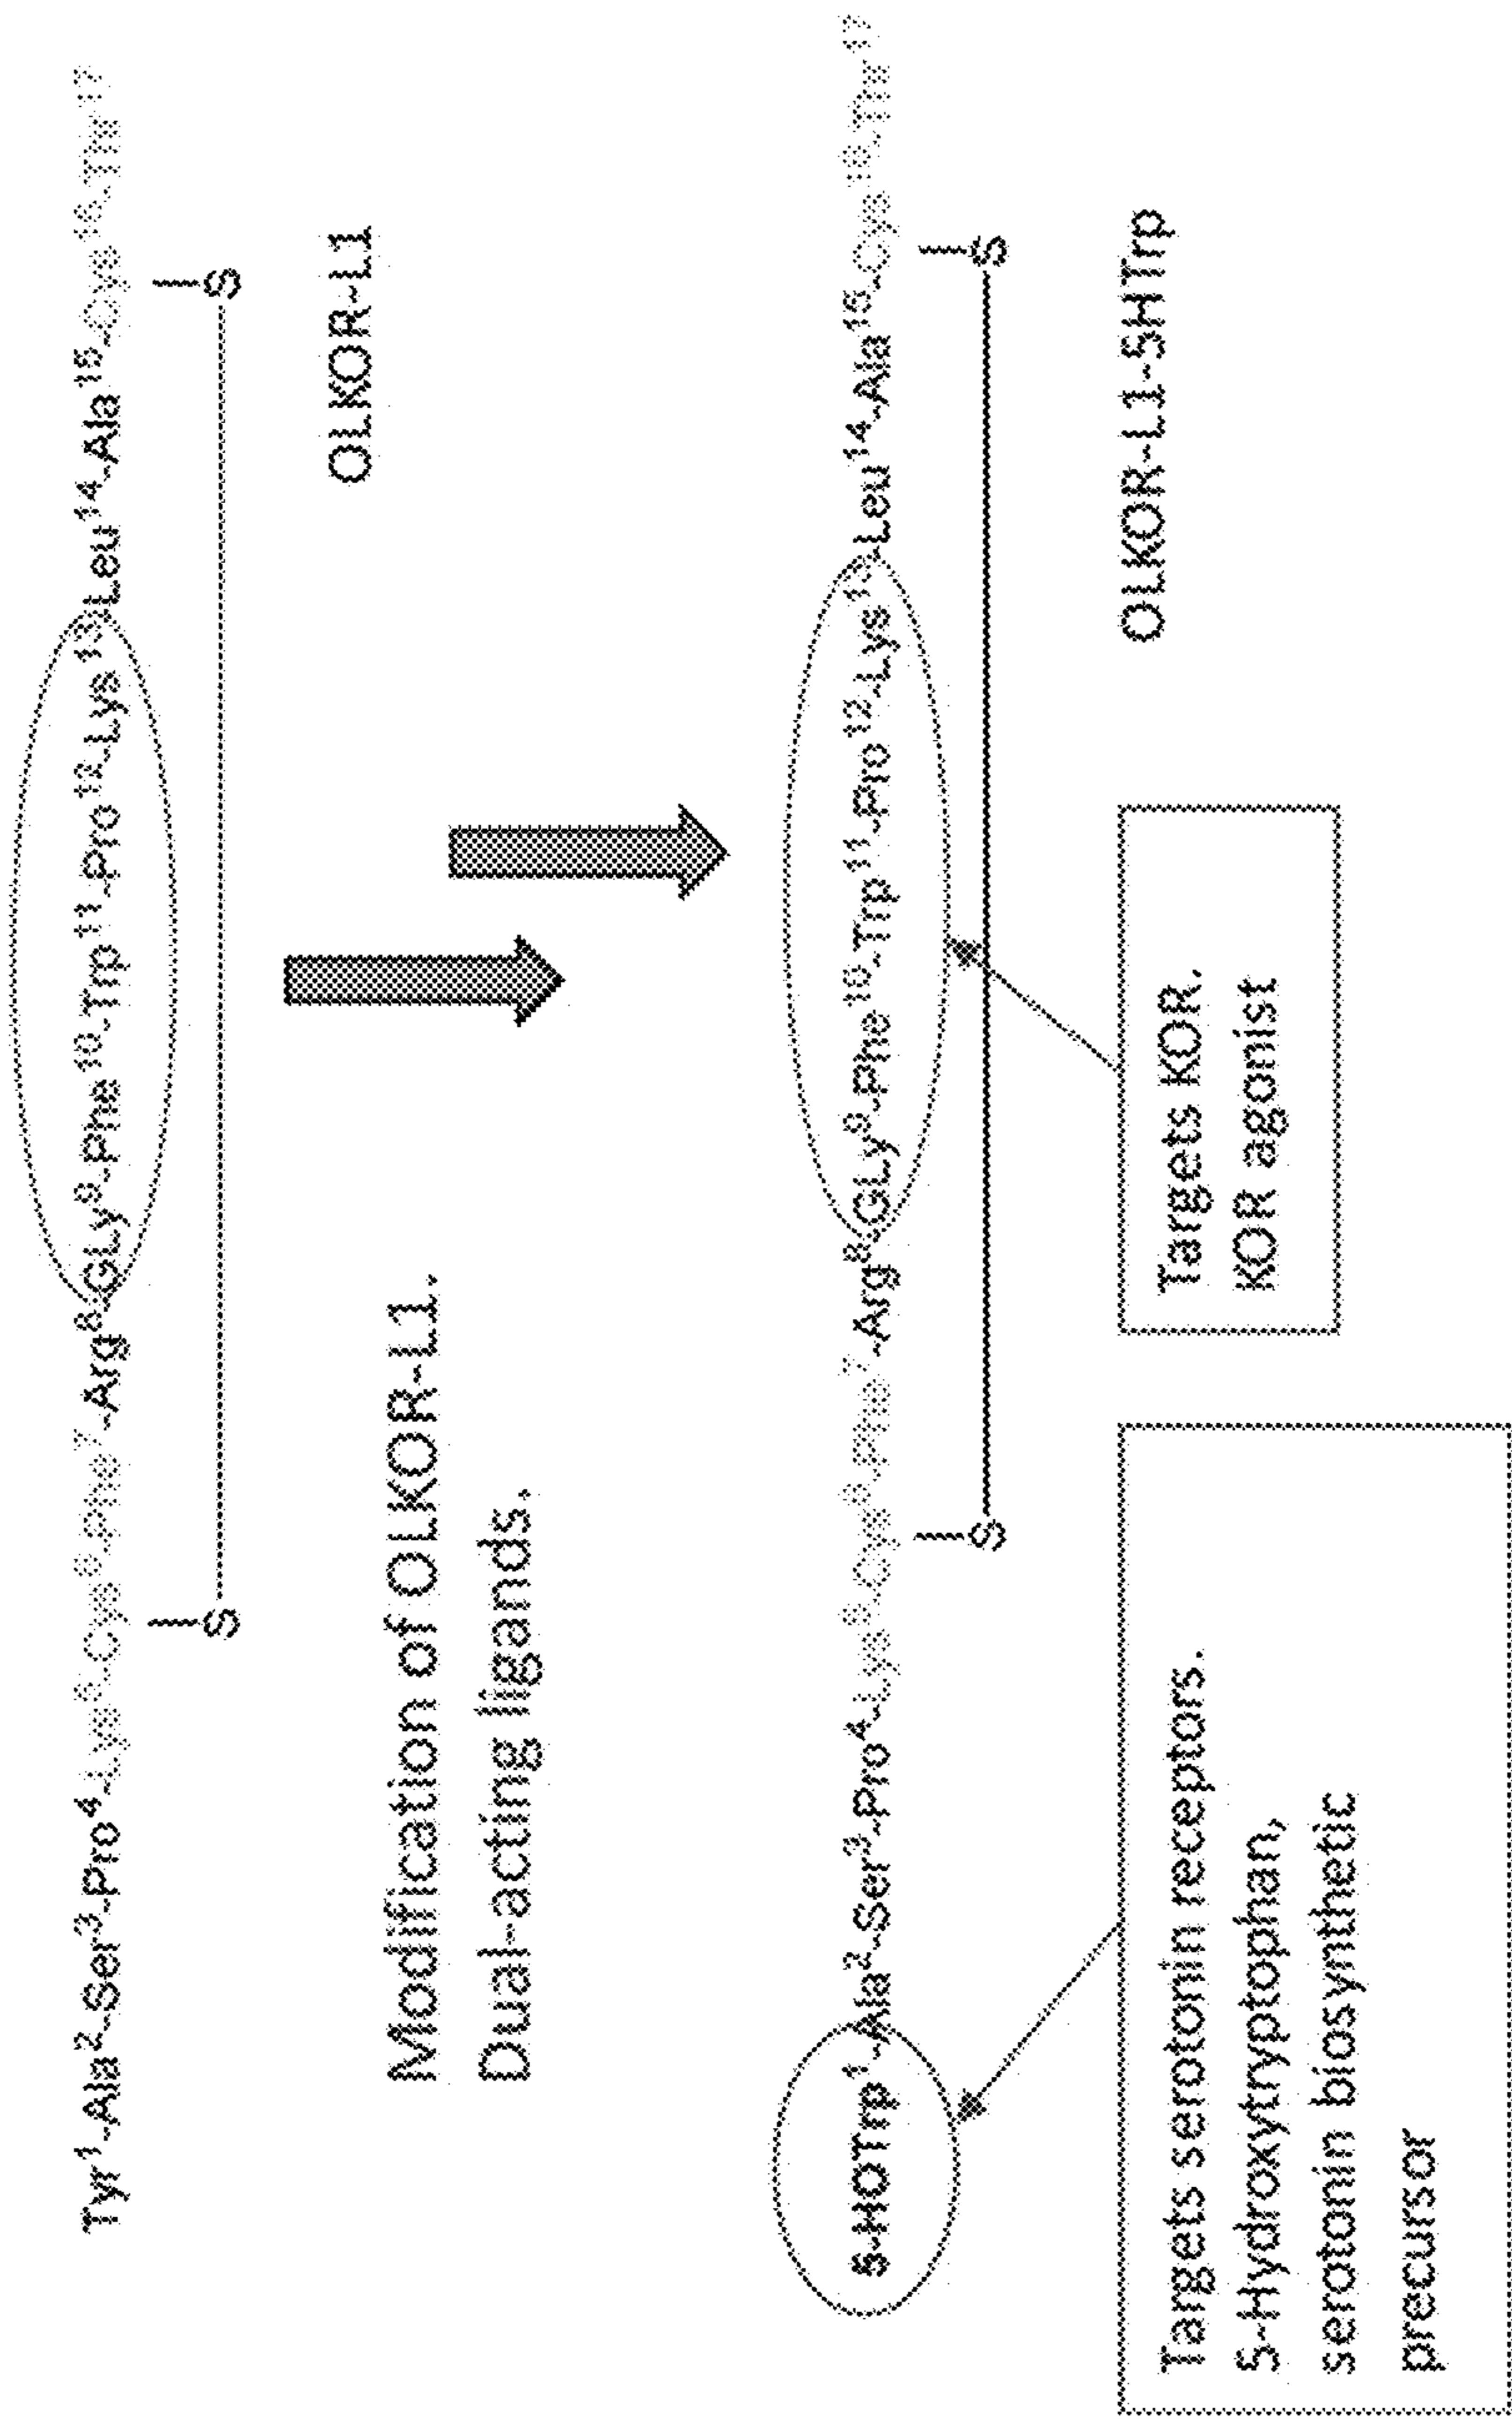 Tyr¹-Ala²-Ser³-Pro⁴-Lys⁵-Cys⁶-Phe⁷-Arg⁸-GLy⁹-Phe¹⁰-Trp¹¹-Pro¹²-Lys¹³-Leu¹⁴-Ala¹⁵-Cys¹⁶-Thr¹⁷
S S
OLKOR-L1
Modification of OLKOR-L1.
Dual-acting ligands.
5-HOTrp¹-Ala²-Ser³-Pro⁴-Lys⁵-Cys⁶-Phe⁷-Arg⁸-GLy⁹-Phe¹⁰-Trp¹¹-Pro¹²-Lys¹³-Leu¹⁴-Ala¹⁵-Cys¹⁶-Thr¹⁷
S S
OLKOR-L1-5HTrp
Targets serotonin receptors.
5-Hydroxytryptophan,
serotonin biosynthetic
precursor
Targets KOR.
KOR agonist